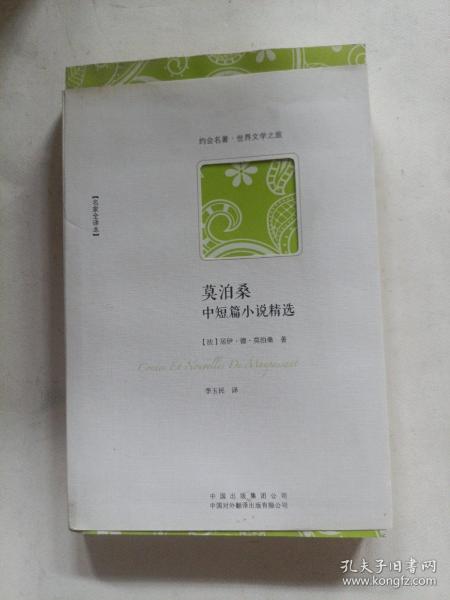 约会名著·世界文学之旅
【名家全译本】
莫泊桑
中短篇小说精选
［法］居伊·德·莫泊桑 著
Contes Et Nouvelles De Maupassant
李玉民 译
中国出版集团公司
中国对外翻译出版有限公司
孔夫子旧书网
www.kongfz.com